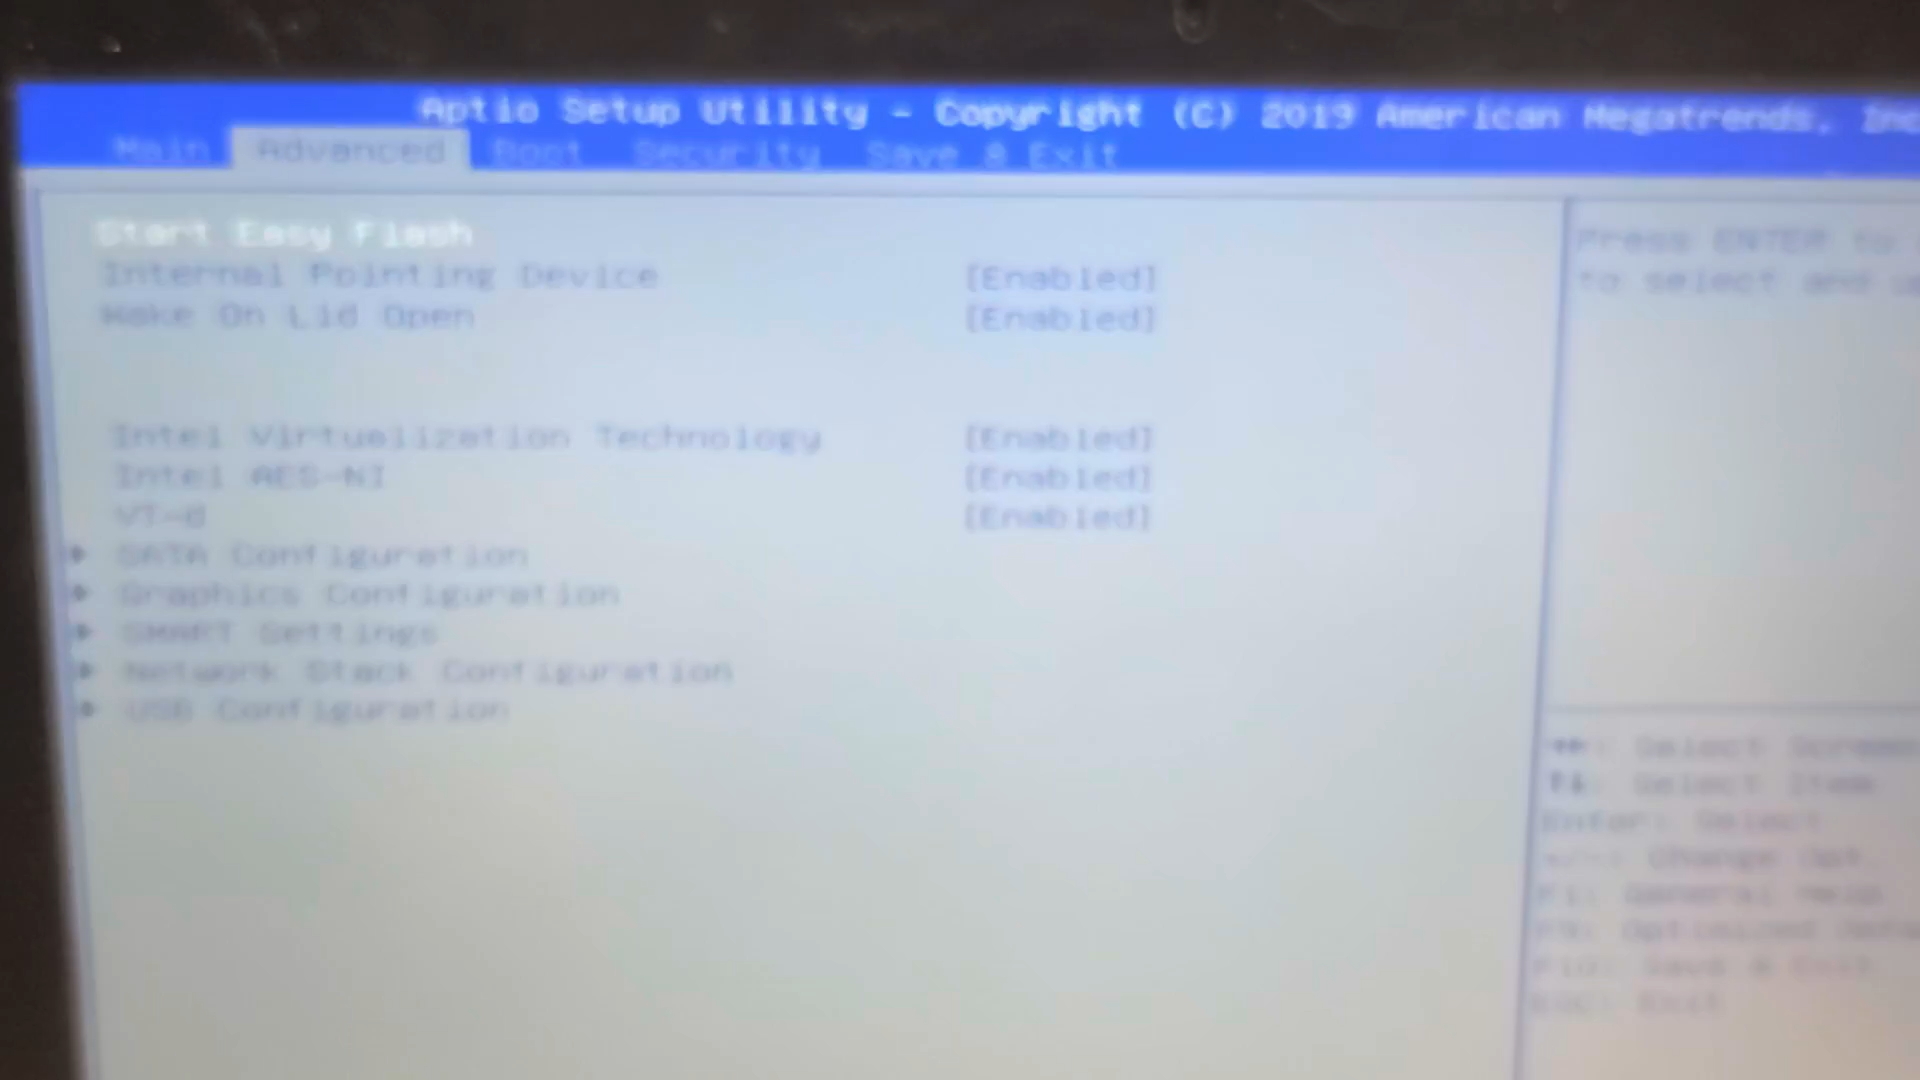 Aptio Setup Utility - Copyright (C) 2019 American Megatrends, Inc
Main Advanced Boot Security Save & Exit
Start Easy Flash
Internal Pointing Device [Enabled]
Wake On Lid Open [Enabled]
Intel Virtualization Technology [Enabled]
Intel AES-NI [Enabled]
VT-d [Enabled]
SATA Configuration
Graphics Configuration
SMART Settings
Network Stack Configuration
USB Configuration
Press ENTER to
to select and
→←: Select Screen
↑↓: Select Item
Enter: Select
+/-: Change Opt.
F1: General Help
F9: Optimized
F10: Save & Exit
ESC: Exit